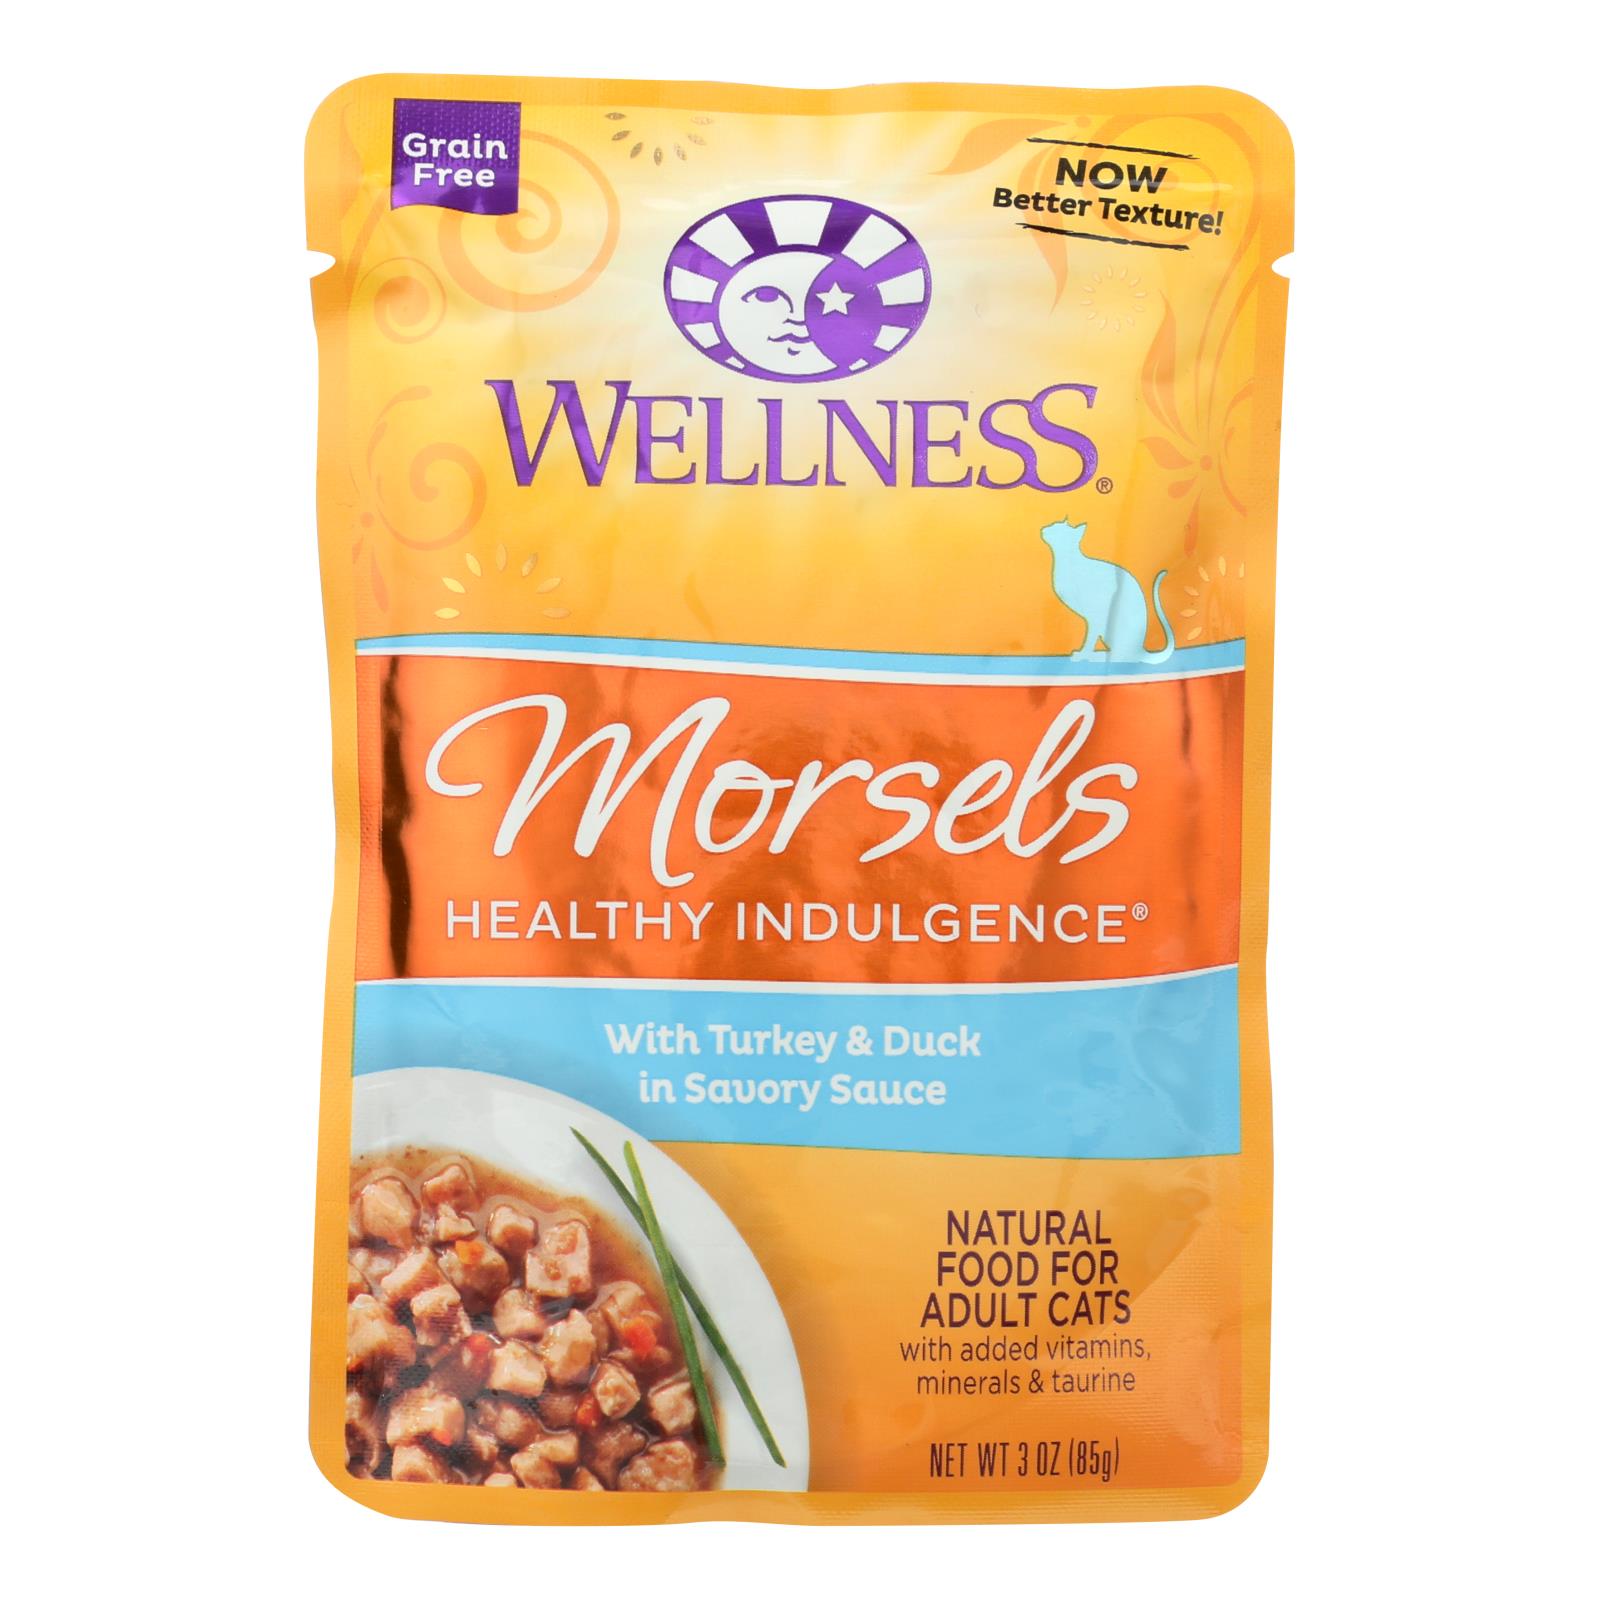 Grain
Free
NOW
Better Texture!
WELLNESS®
Morsels
HEALTHY INDULGENCE®
With Turkey & Duck
in Savory Sauce
NATURAL
FOOD FOR
ADULT CATS
with added vitamins,
minerals & taurine
NET WT 3 OZ (85g)